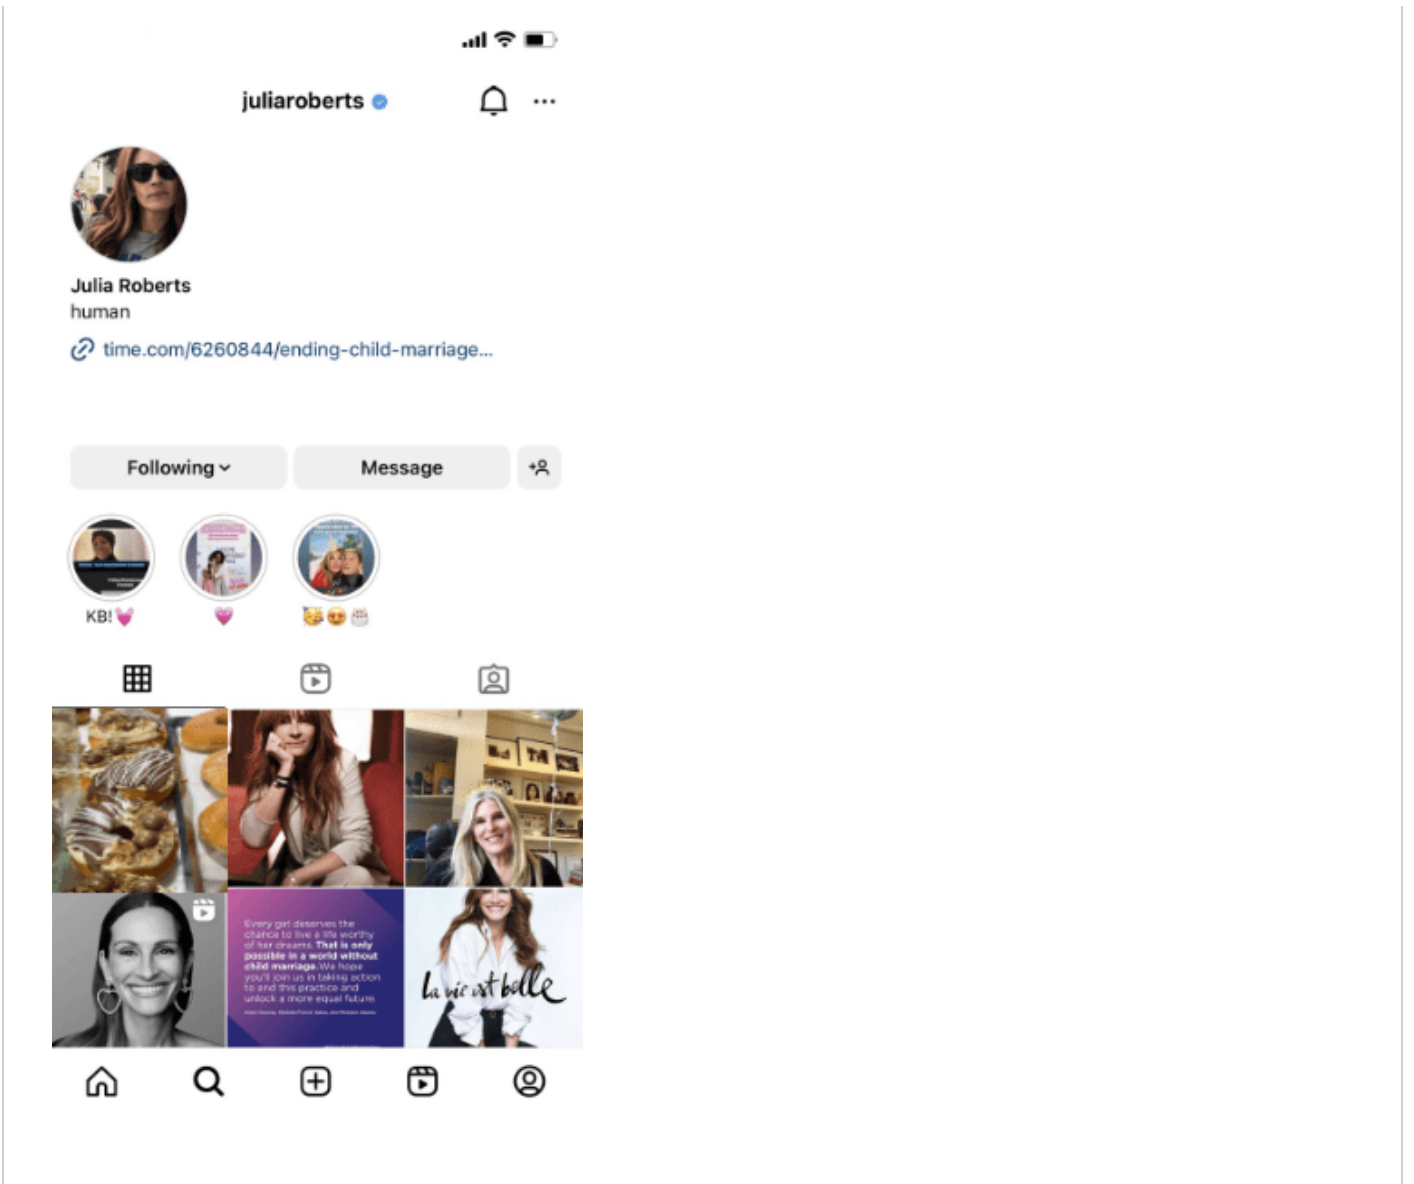 juliaroberts
Julia Roberts
human
time.com/6260844/ending-child-marriage...
Following
Message
KB!💓
💗
🥳😍🎂
Every girl deserves the
chance to live a life worthy
of her dreams. That is only
possible in a world without
child marriage. We hope
you'll join us in taking action
to end this practice and
unlock a more equal future.
la vie est belle